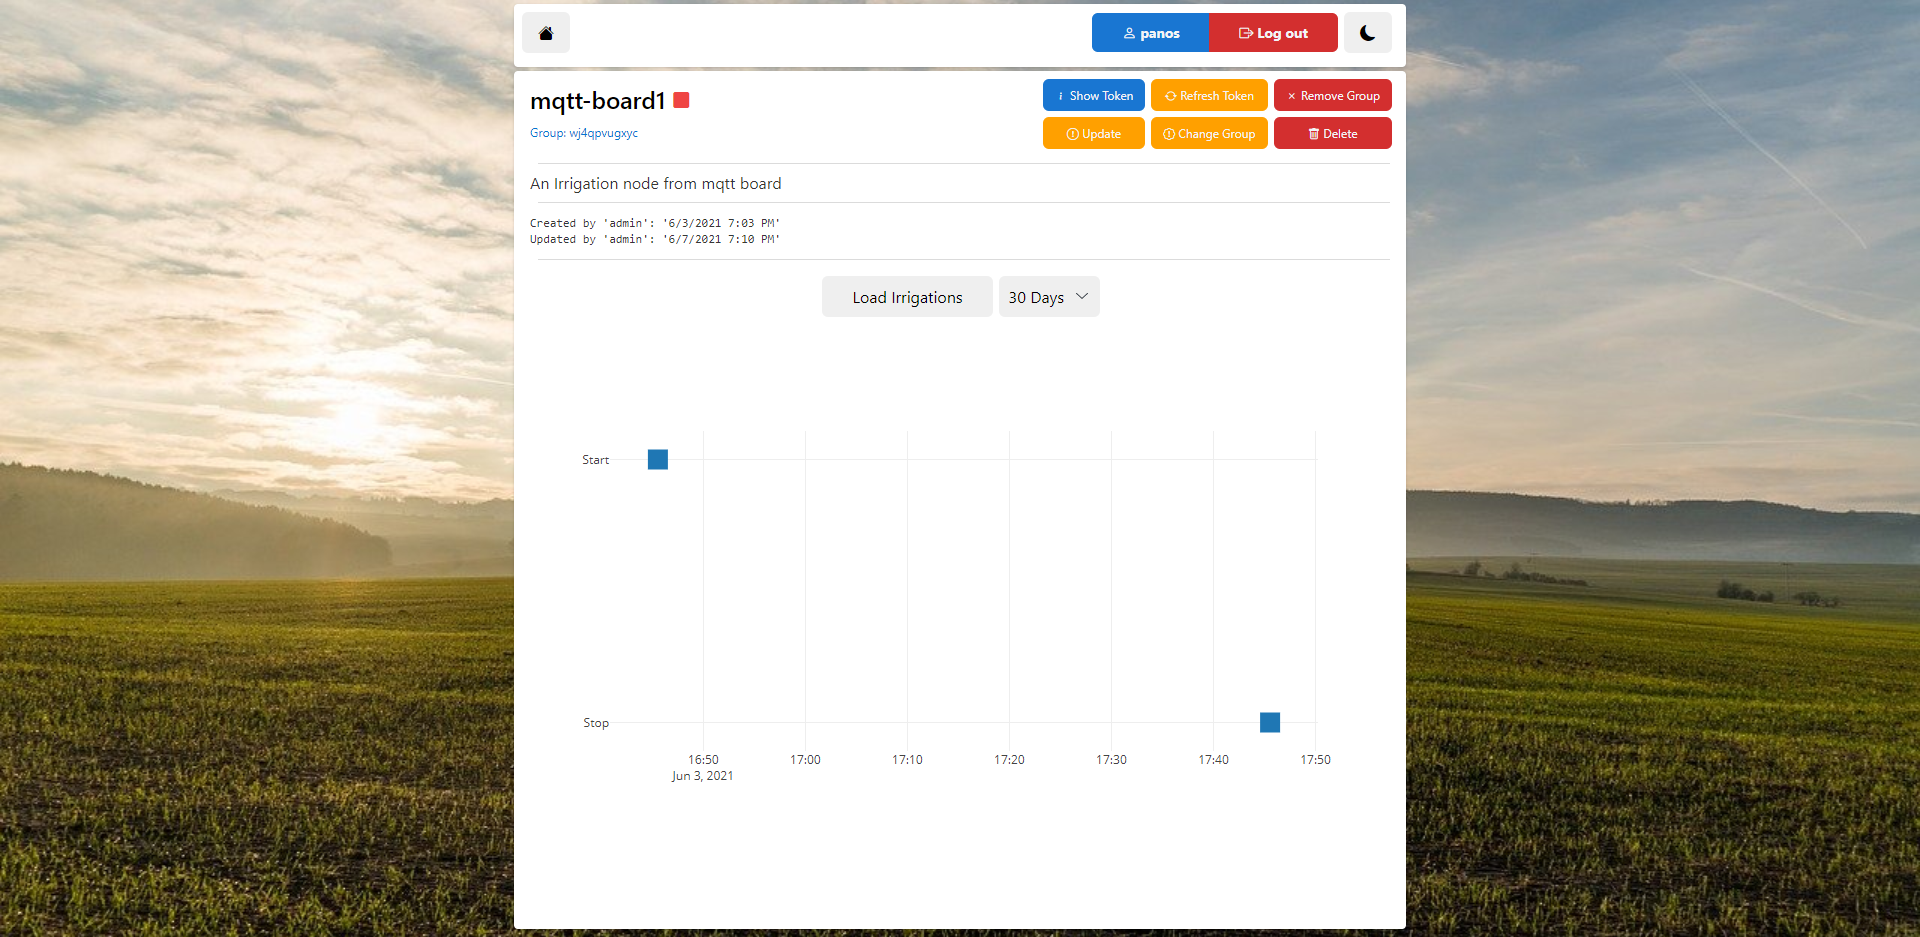 panos
Log out
mqtt-board1
Group: wj4qpvugxyc
Show Token
Refresh Token
Remove Group
Update
Change Group
Delete
An Irrigation node from mqtt board
Created by 'admin': '6/3/2021 7:03 PM'
Updated by 'admin': '6/7/2021 7:10 PM'
Load Irrigations
30 Days
Start
Stop
16:50 17:00 17:10 17:20 17:30 17:40 17:50
Jun 3, 2021